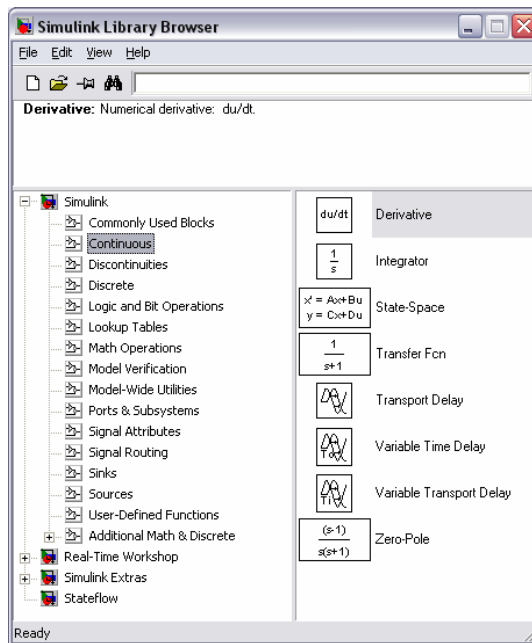 Simulink Library Browser
File Edit View Help
Derivative: Numerical derivative: du/dt.
Simulink
Commonly Used Blocks
Continuous
Discontinuities
Discrete
Logic and Bit Operations
Lookup Tables
Math Operations
Model Verification
Model-Wide Utilities
Ports & Subsystems
Signal Attributes
Signal Routing
Sinks
Sources
User-Defined Functions
Additional Math & Discrete
Real-Time Workshop
Simulink Extras
Stateflow
du/dt Derivative
1
s
Integrator
x' = Ax+Bu
y = Cx+Du
State-Space
1
s+1
Transfer Fcn
Transport Delay
Variable Time Delay
Ti
Variable Transport Delay
(s-1)
s(s+1)
Zero-Pole
Ready